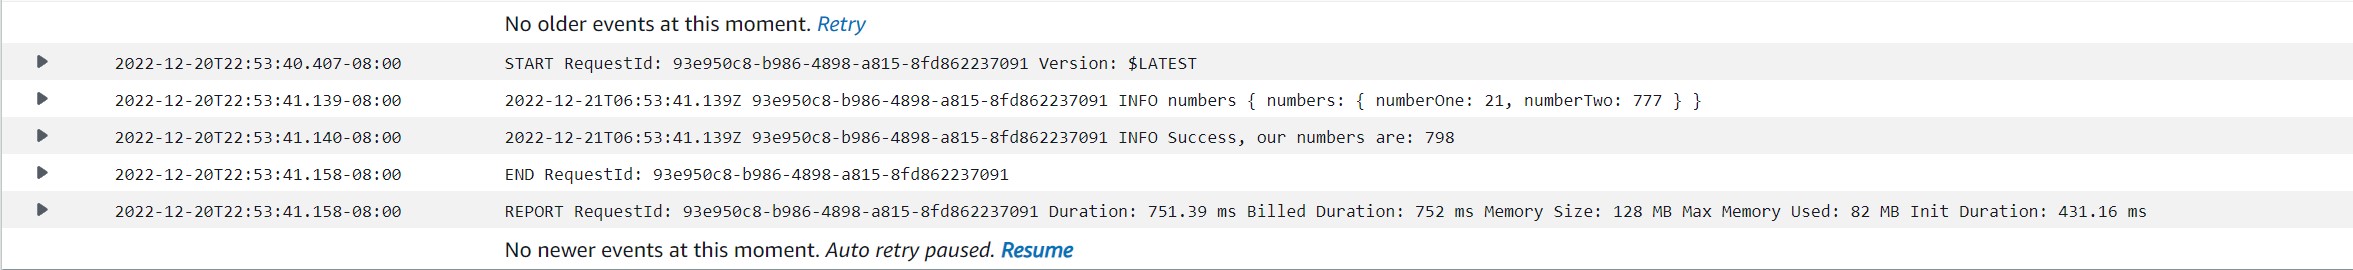 No older events at this moment. Retry
2022-12-20T22:53:40.407-08:00 START RequestId: 93e950c8-b986-4898-a815-8fd862237091 Version: $LATEST
2022-12-20T22:53:41.139-08:00 2022-12-21T06:53:41.139Z 93e950c8-b986-4898-a815-8fd862237091 INFO numbers { numbers: { numberOne: 21, numberTwo: 777 } }
2022-12-20T22:53:41.140-08:00 2022-12-21T06:53:41.139Z 93e950c8-b986-4898-a815-8fd862237091 INFO Success, our numbers are: 798
2022-12-20T22:53:41.158-08:00 END RequestId: 93e950c8-b986-4898-a815-8fd862237091
2022-12-20T22:53:41.158-08:00 REPORT RequestId: 93e950c8-b986-4898-a815-8fd862237091 Duration: 751.39 ms Billed Duration: 752 ms Memory Size: 128 MB Max Memory Used: 82 MB Init Duration: 431.16 ms
No newer events at this moment. Auto retry paused. Resume